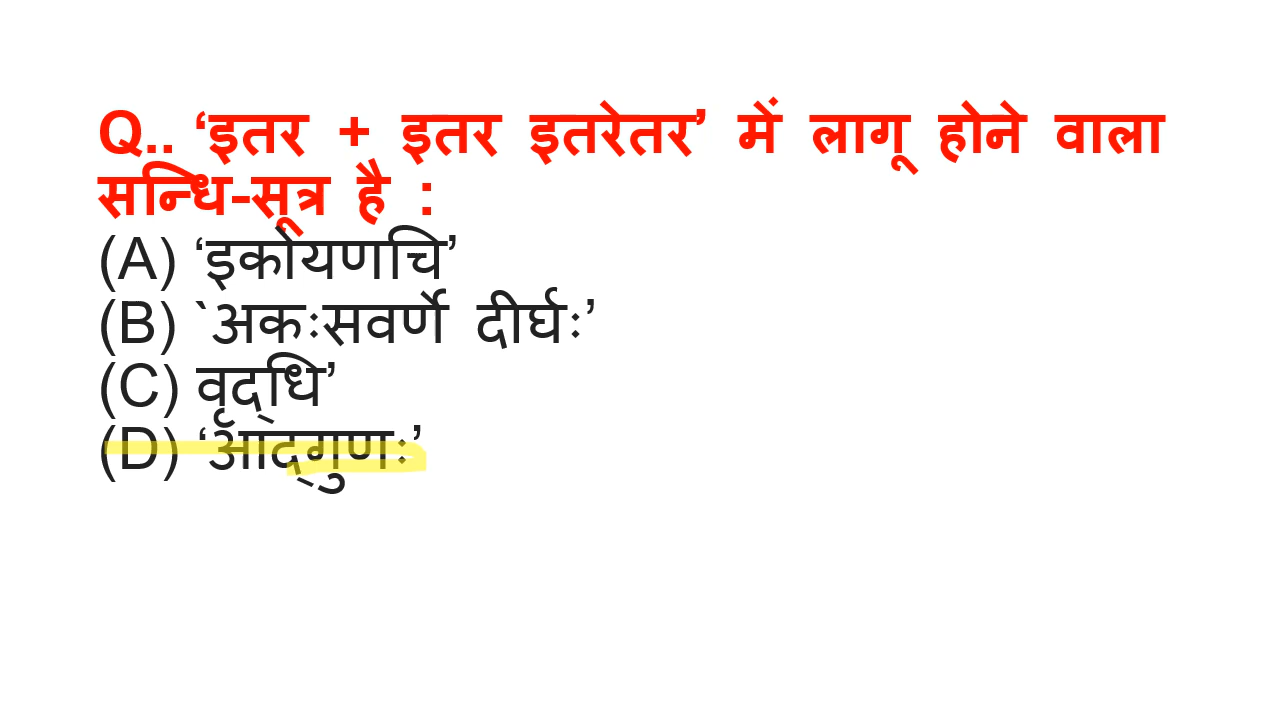 Q.. ‘इतर + इतर इतरेतर’ में लागू होने वाला
सन्धि-सूत्र है :
(A) ‘इकोयणचि’
(B) `अकःसवर्णे दीर्घः’
(C) वृद्धि’
(D) ‘आद्गुणः’